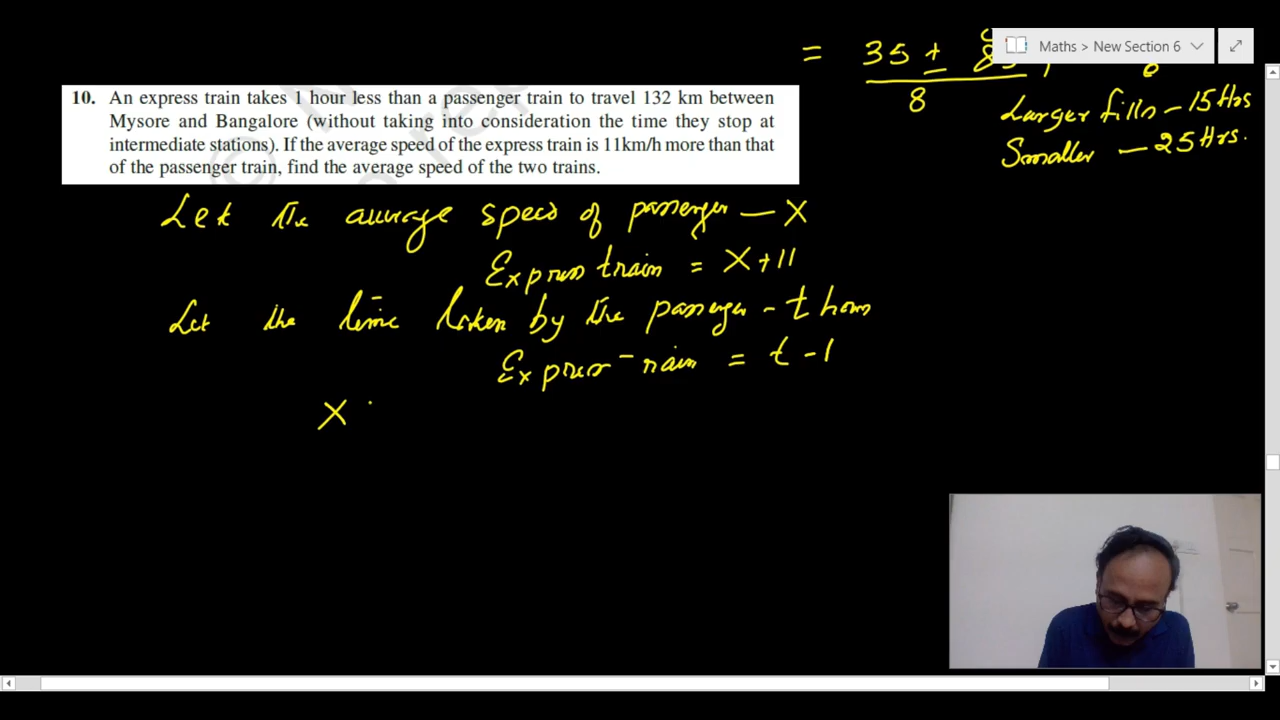 = 35 ±
8
Maths > New Section 6
Larger fills - 15 Hrs
Smaller - 25 Hrs.
10. An express train takes 1 hour less than a passenger train to travel 132 km between
Mysore and Bangalore (without taking into consideration the time they stop at
intermediate stations). If the average speed of the express train is 11km/h more than that
of the passenger train, find the average speed of the two trains.
Let the average speed of passenger - x
Express train = x + 11
Let the time taken by the passenger - t hours
Express train = t - 1
x